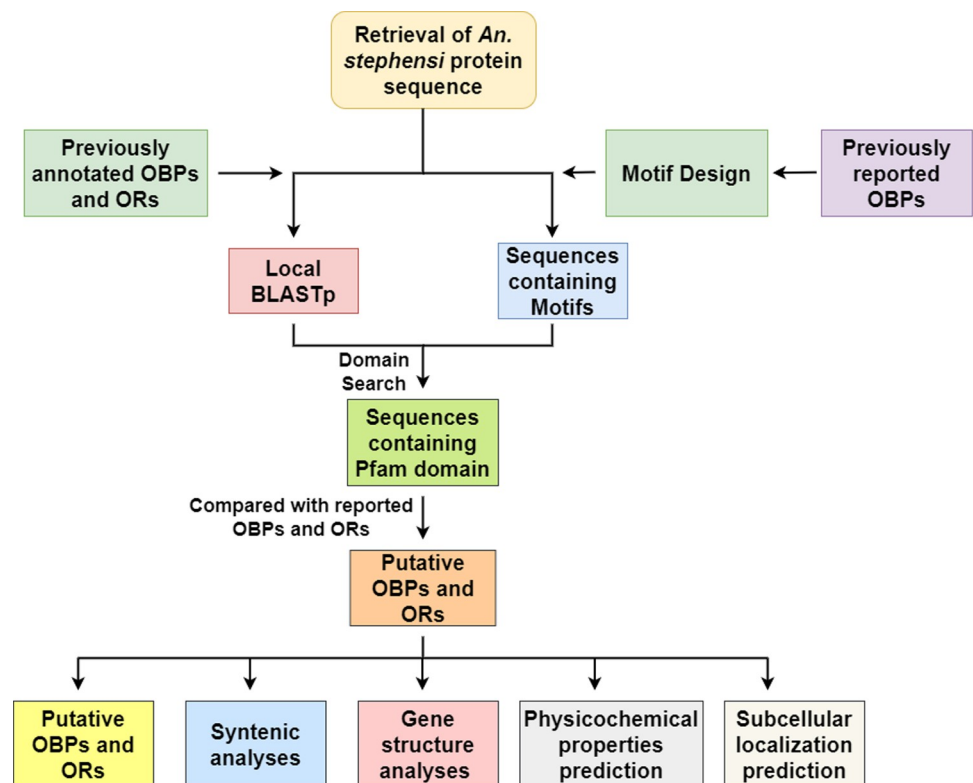 Retrieval of An.
stephensi protein
sequence
Previously
annotated OBPs
and ORs
Motif Design
Previously
reported
OBPs
Local
BLASTp
Sequences
containing
Motifs
Domain
Search
Sequences
containing
Pfam domain
Compared with reported
OBPs and ORs
Putative
OBPs and
ORs
Putative
OBPs and
ORs
Syntenic
analyses
Gene
structure
analyses
Physicochemical
properties
prediction
Subcellular
localization
prediction